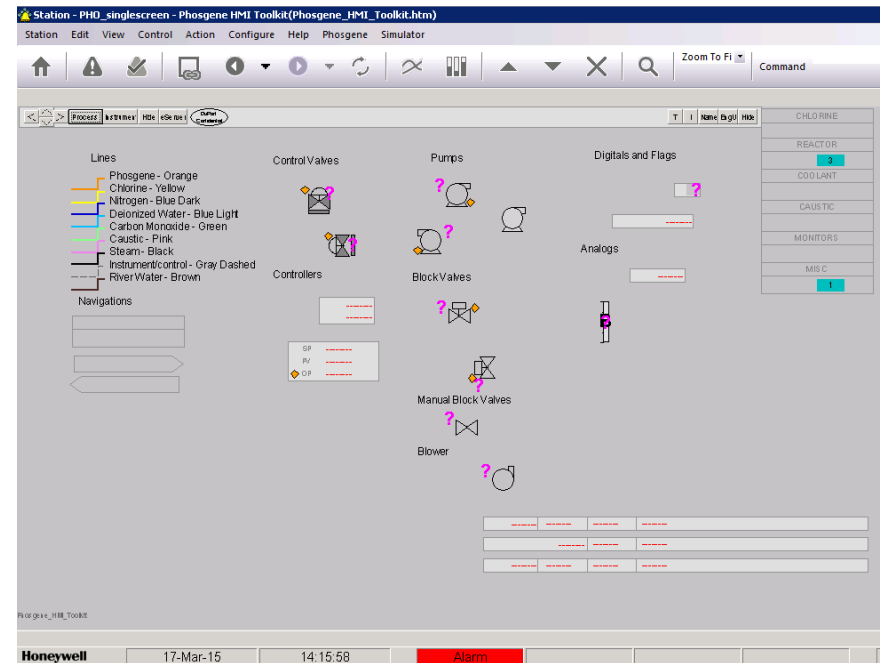 Station - PHO_singlescreen - Phosgene HMI Toolkit(Phosgene_HMI_Toolkit.htm)
Station Edit View Control Action Configure Help Phosgene Simulator
Zoom To Fi
Command
< > Process Instrumen HIde eServer DuPont Confidential
T I Name EngU Hide
CHLORINE
REACTOR
3
COOLANT
CAUSTIC
MONITORS
MISC
1
Lines
Phosgene - Orange
Chlorine - Yellow
Nitrogen - Blue Dark
Deionized Water - Blue Light
Carbon Monoxide - Green
Caustic - Pink
Steam - Black
Instrument/control - Gray Dashed
River Water - Brown
Navigations
Control Valves
?
?
Controllers
-------
-------
SP -------
PV -------
OP -------
Pumps
?
?
Block Valves
?
?
Manual Block Valves
?
Blower
?
Digitals and Flags
?
-------
Analogs
-------
?
------- ------ ------ ------
------- ------ ------
------- ------ ------ ------
Phosgene_HMI_Toolkit
Honeywell 17-Mar-15 14:15:58 Alarm